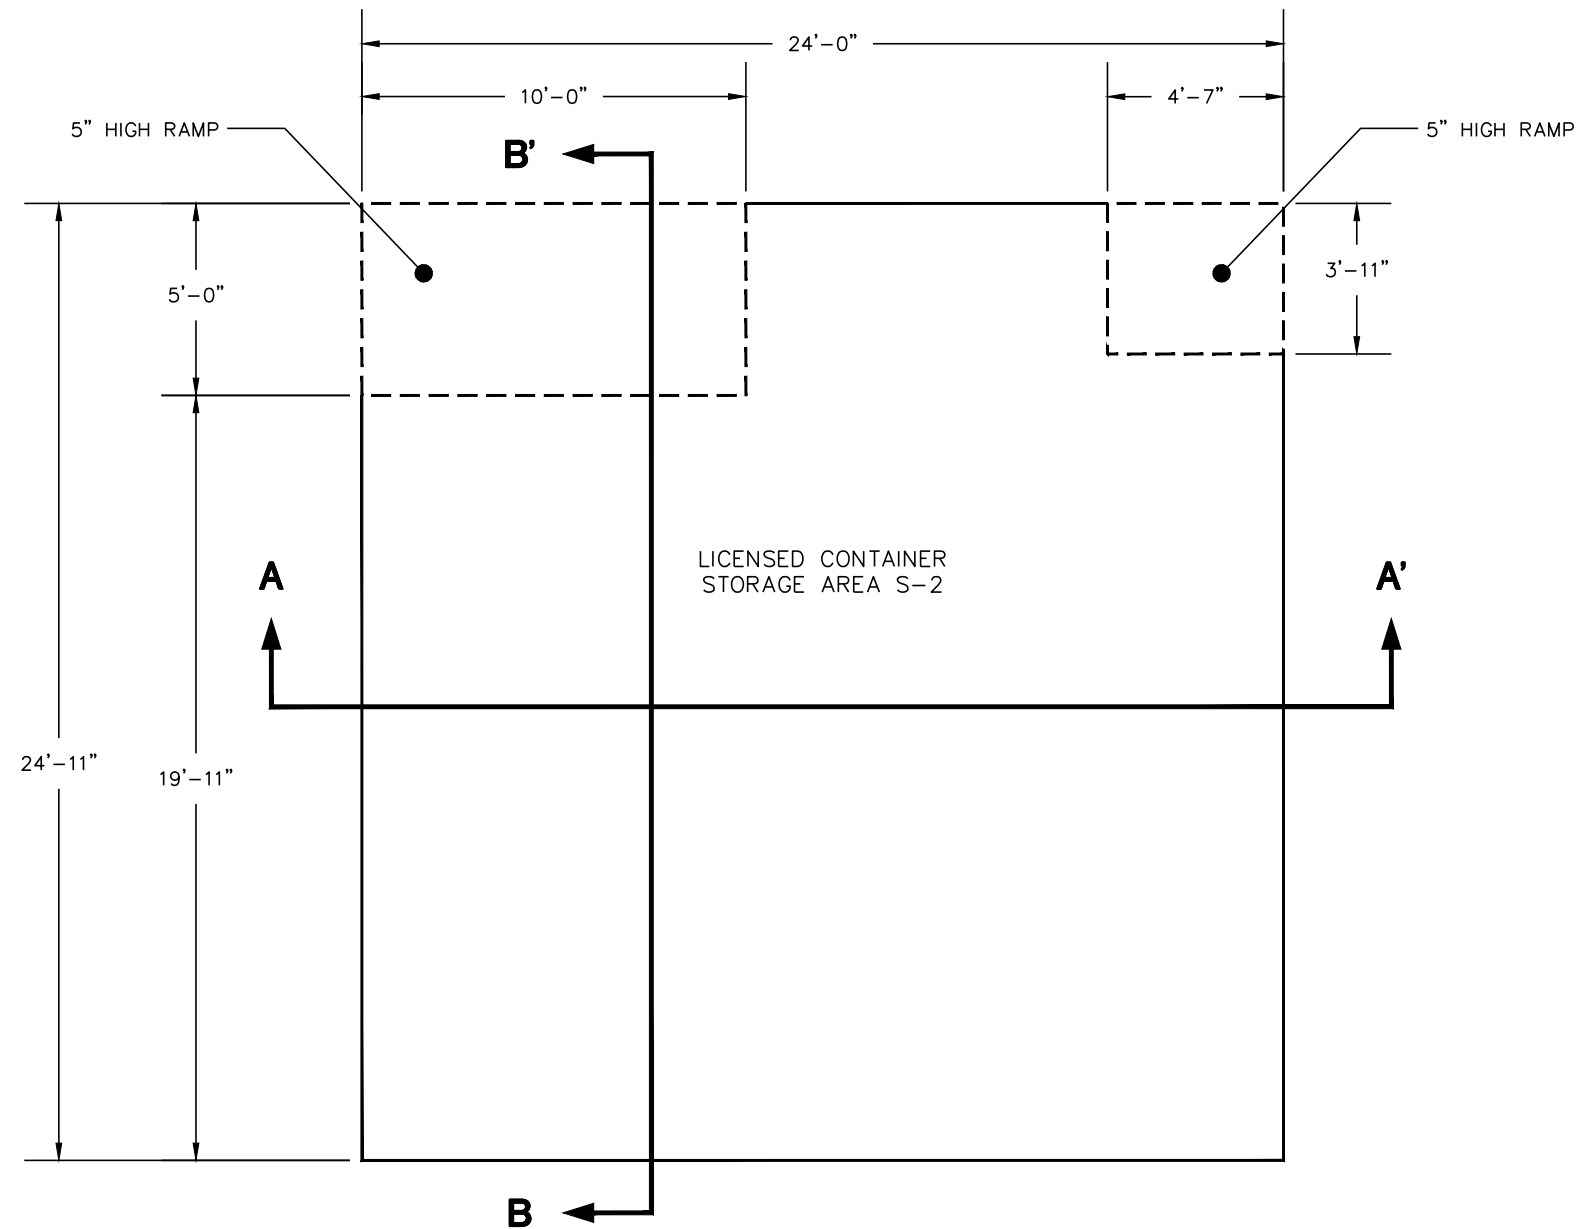 24'-0"
10'-0"
4'-7"
5" HIGH RAMP
5" HIGH RAMP
B'
3'-11"
5'-0"
LICENSED CONTAINER
STORAGE AREA S-2
A
A'
24'-11"
19'-11"
B